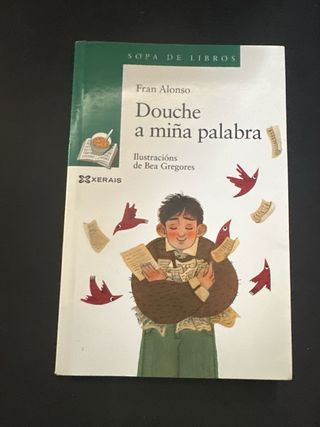 SOPA DE LIBROS
Fran Alonso
Douche
a miña palabra
Ilustracións
de Bea Gregores
XERAIS